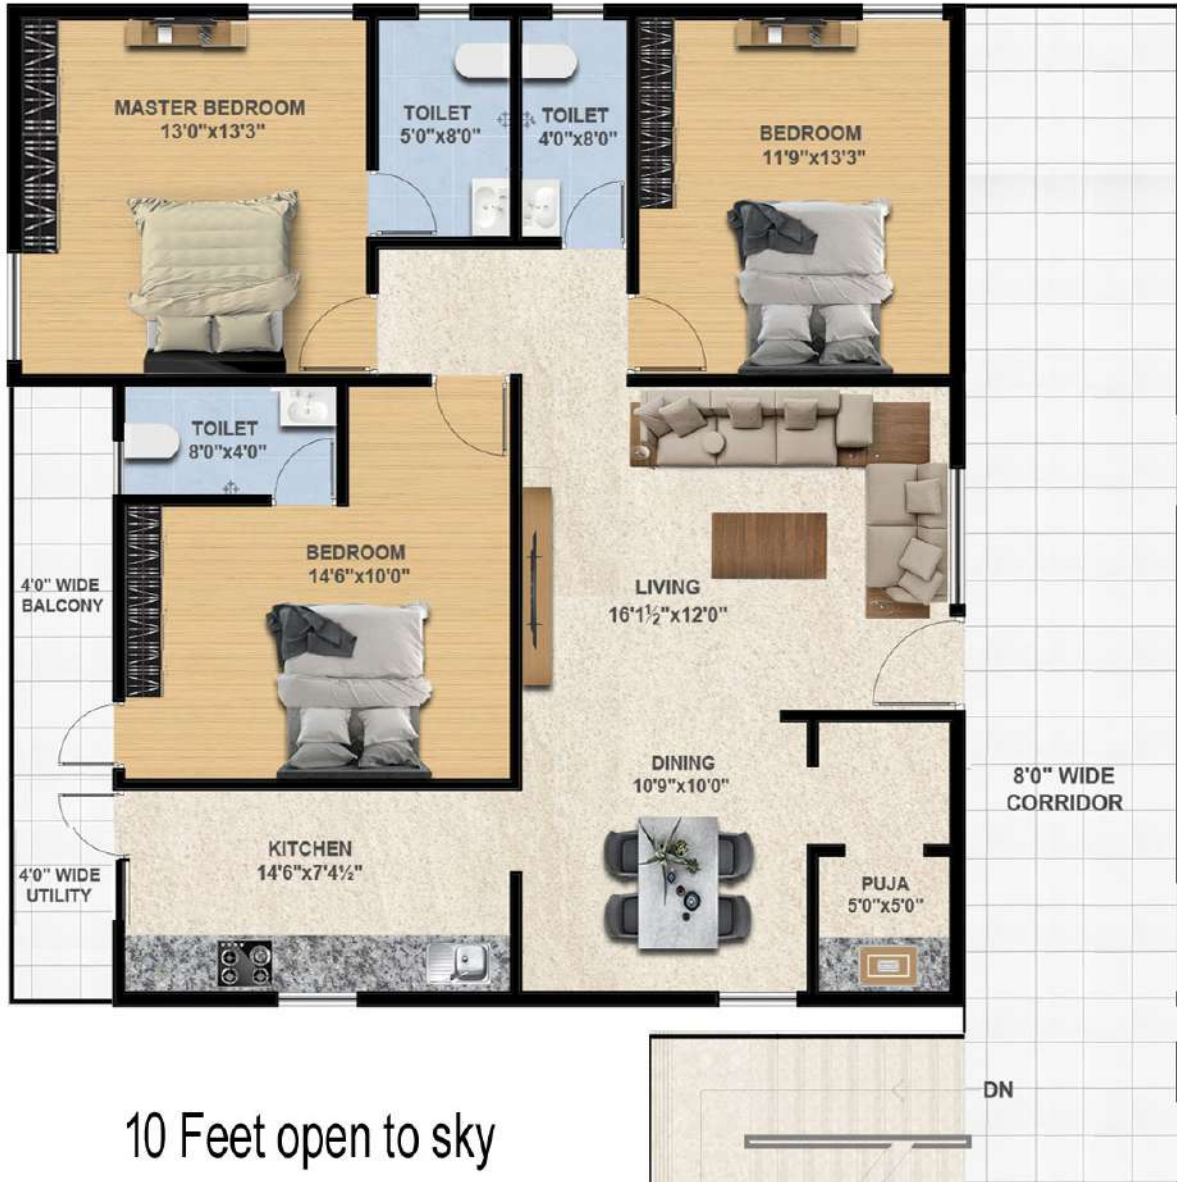 MASTER BEDROOM
13'0"x13'3"
TOILET
5'0"x8'0"
TOILET
4'0"x8'0"
BEDROOM
11'9"x13'3"
TOILET
8'0"x4'0"
BEDROOM
14'6"x10'0"
4'0" WIDE
BALCONY
LIVING
16'1½"x12'0"
DINING
10'9"x10'0"
8'0" WIDE
CORRIDOR
KITCHEN
14'6"x7'4½"
4'0" WIDE
UTILITY
PUJA
5'0"x5'0"
DN
10 Feet open to sky